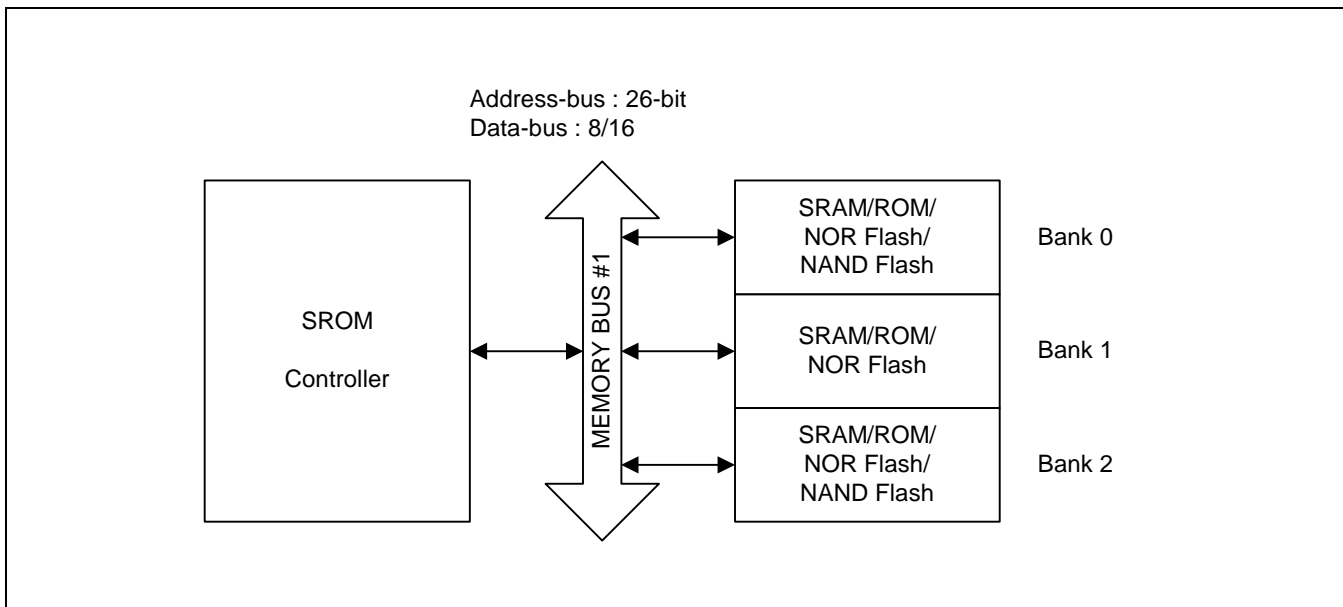 Address-bus : 26-bit
Data-bus : 8/16
SROM
Controller
MEMORY BUS #1
SRAM/ROM/
NOR Flash/
NAND Flash
Bank 0
SRAM/ROM/
NOR Flash
Bank 1
SRAM/ROM/
NOR Flash/
NAND Flash
Bank 2